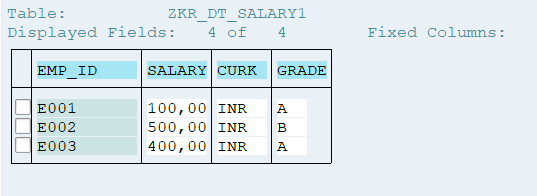 Table: ZKR_DT_SALARY1
Displayed Fields: 4 of 4 Fixed Columns:
EMP_ID SALARY CURK GRADE
E001 100,00 INR A
E002 500,00 INR B
E003 400,00 INR A